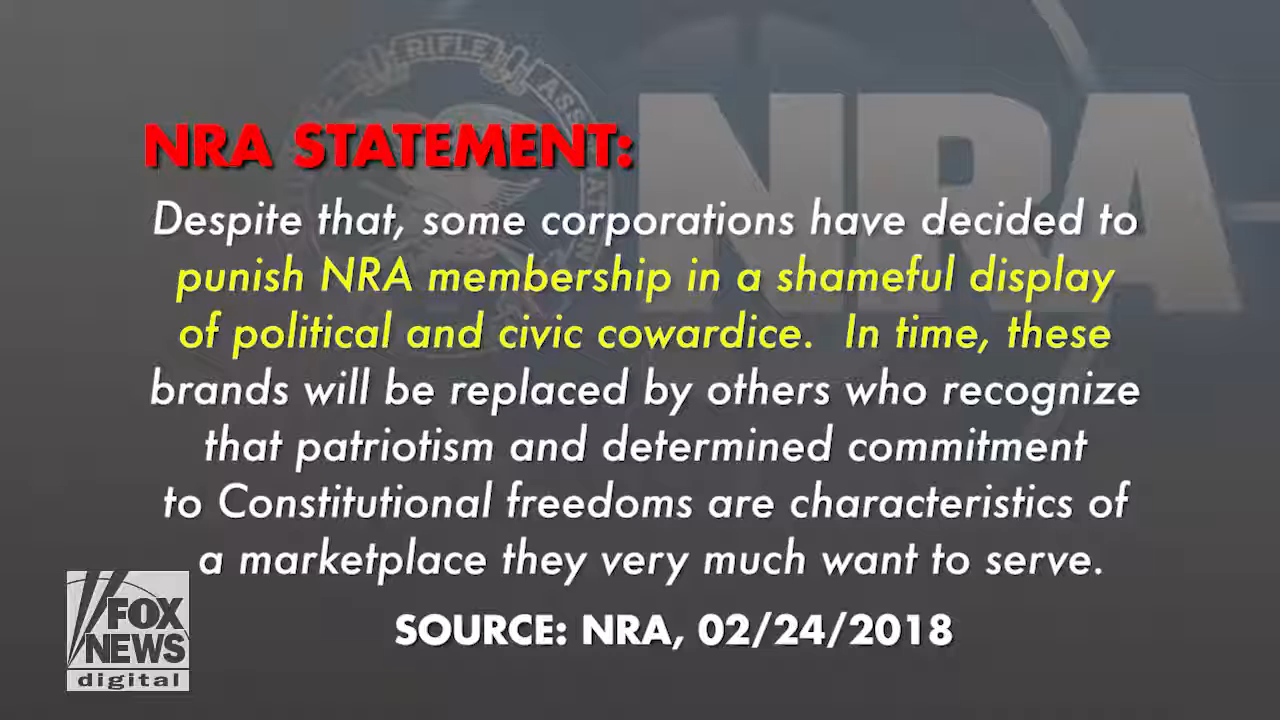 RIFLE ASSO
NRA
NRA STATEMENT:
Despite that, some corporations have decided to
punish NRA membership in a shameful display
of political and civic cowardice. In time, these
brands will be replaced by others who recognize
that patriotism and determined commitment
to Constitutional freedoms are characteristics of
a marketplace they very much want to serve.
SOURCE: NRA, 02/24/2018
FOX
NEWS
digital